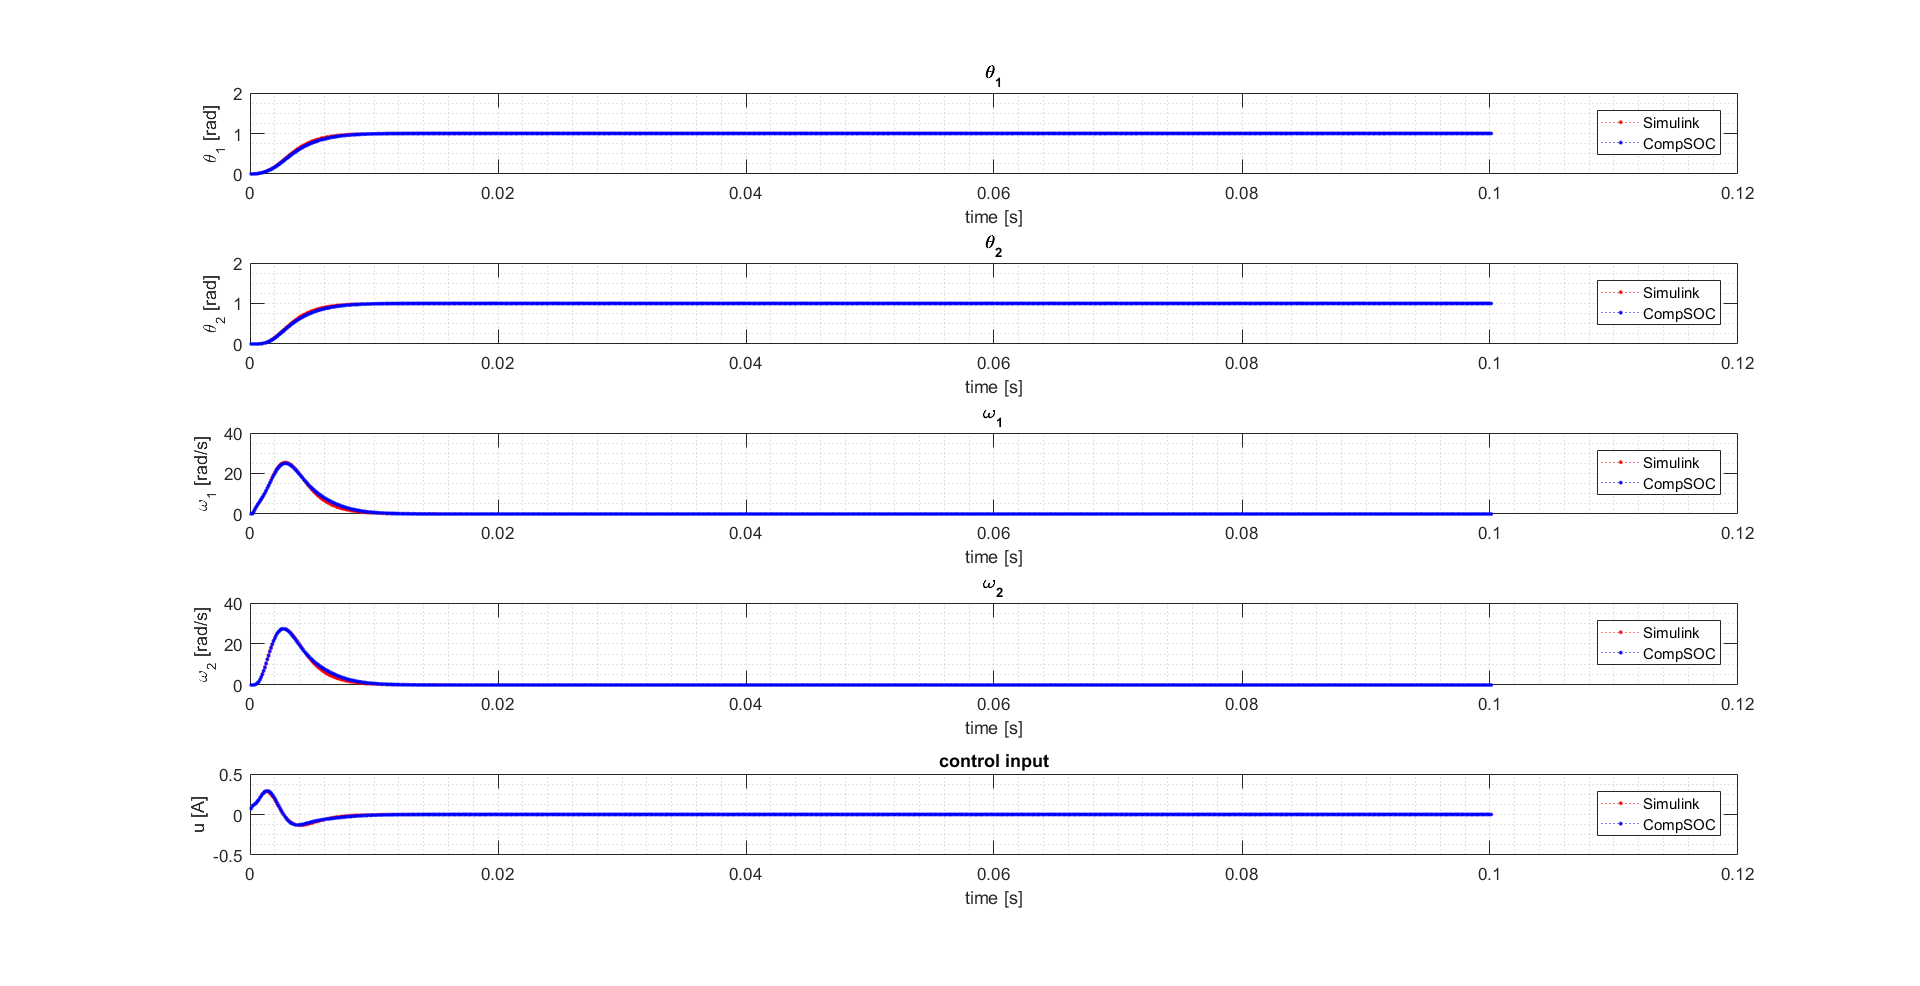 θ1
θ1 [rad]
2
1
0
Simulink
CompSOC
0 0.02 0.04 0.06 0.08 0.1 0.12
time [s]
θ2
θ2 [rad]
2
1
0
Simulink
CompSOC
0 0.02 0.04 0.06 0.08 0.1 0.12
time [s]
ω1
ω1 [rad/s]
40
20
0
Simulink
CompSOC
0 0.02 0.04 0.06 0.08 0.1 0.12
time [s]
ω2
ω2 [rad/s]
40
20
0
Simulink
CompSOC
0 0.02 0.04 0.06 0.08 0.1 0.12
time [s]
control input
u [A]
0.5
0
-0.5
Simulink
CompSOC
0 0.02 0.04 0.06 0.08 0.1 0.12
time [s]